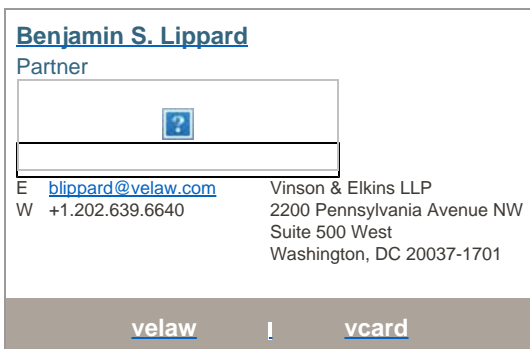 Benjamin S. Lippard
Partner
?
E blippard@velaw.com
W +1.202.639.6640
Vinson & Elkins LLP
2200 Pennsylvania Avenue NW
Suite 500 West
Washington, DC 20037-1701
velaw | vcard